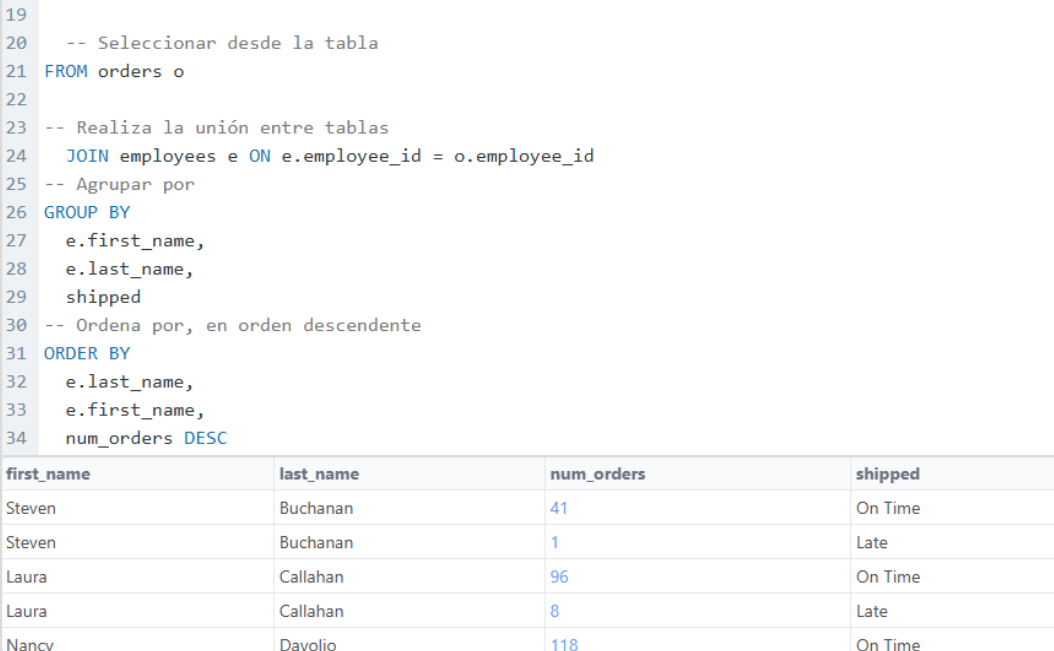 19
20 -- Seleccionar desde la tabla
21 FROM orders o
22
23 -- Realiza la unión entre tablas
24 JOIN employees e ON e.employee_id = o.employee_id
25 -- Agrupar por
26 GROUP BY
27 e.first_name,
28 e.last_name,
29 shipped
30 -- Ordena por, en orden descendente
31 ORDER BY
32 e.last_name,
33 e.first_name,
34 num_orders DESC
first_name last_name num_orders shipped
Steven Buchanan 41 On Time
Steven Buchanan 1 Late
Laura Callahan 96 On Time
Laura Callahan 8 Late
Nancy Davolio 118 On Time